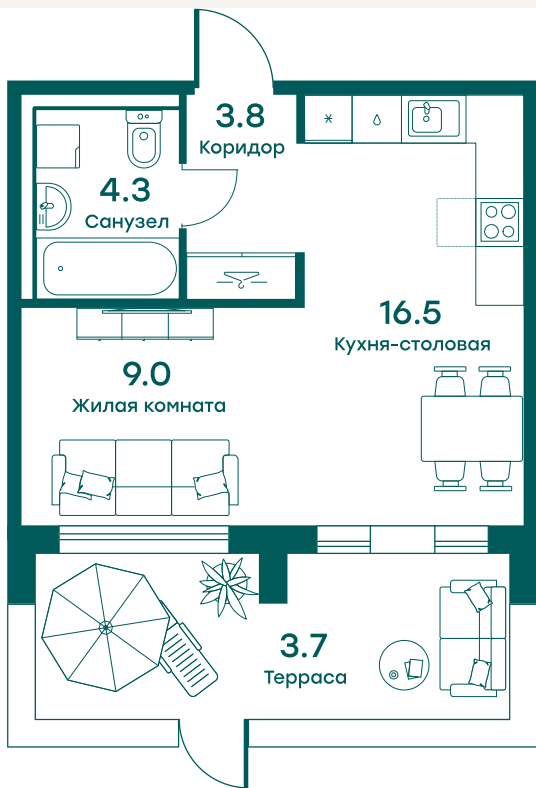 3.8
Коридор
4.3
Санузел
16.5
Кухня-столовая
9.0
Жилая комната
3.7
Терраса